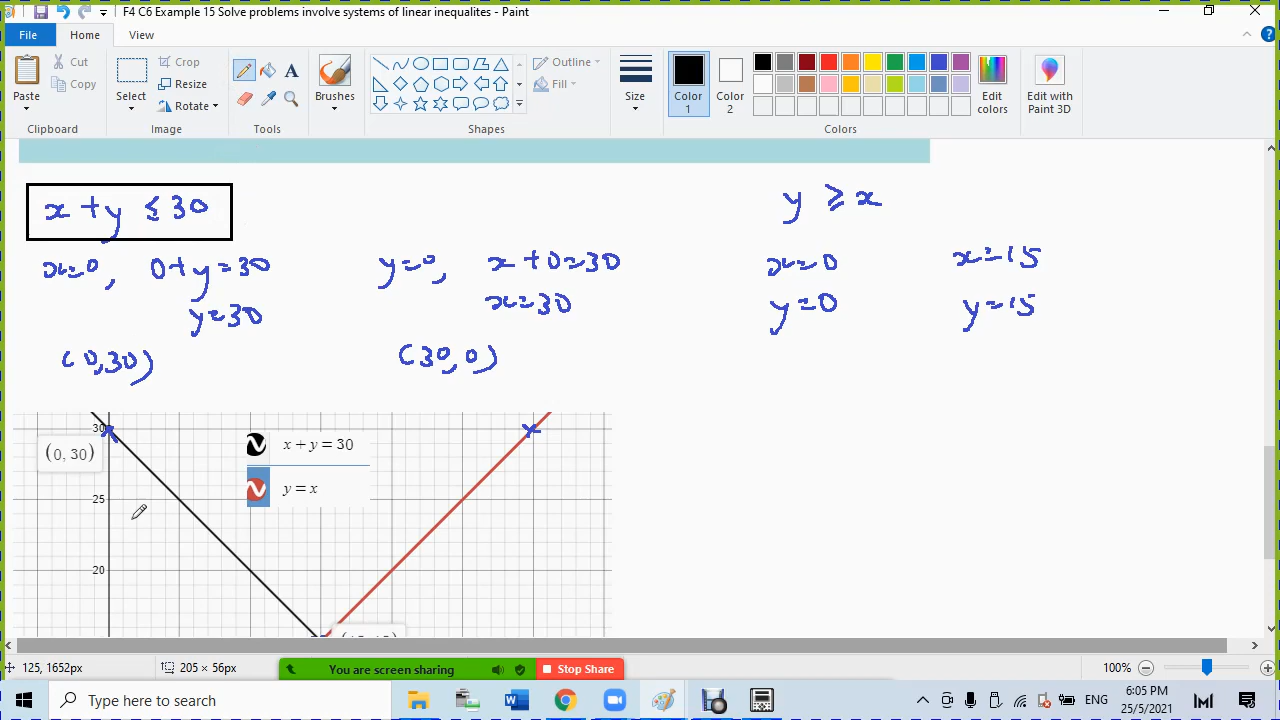 F4 C6 Example 15 Solve problems involve systems of linear inequalites - Paint
File Home View
Paste Cut Copy Select Crop Resize Rotate Brushes Size Color 1 Color 2 Edit colors Edit with Paint 3D
Outline Fill
Clipboard Image Tools Shapes Colors
x + y ≤ 30
y ≥ x
x=0, 0+y=30 y=0, x+0=30 x=0 x=15
y=30 x=30 y=0 y=15
(0,30) (30,0)
30
x + y = 30
(0, 30)
y = x
25
20
125, 1652px 205 × 56px 100%
You are screen sharing Stop Share
Type here to search ENG 6:05 PM
25/5/2021